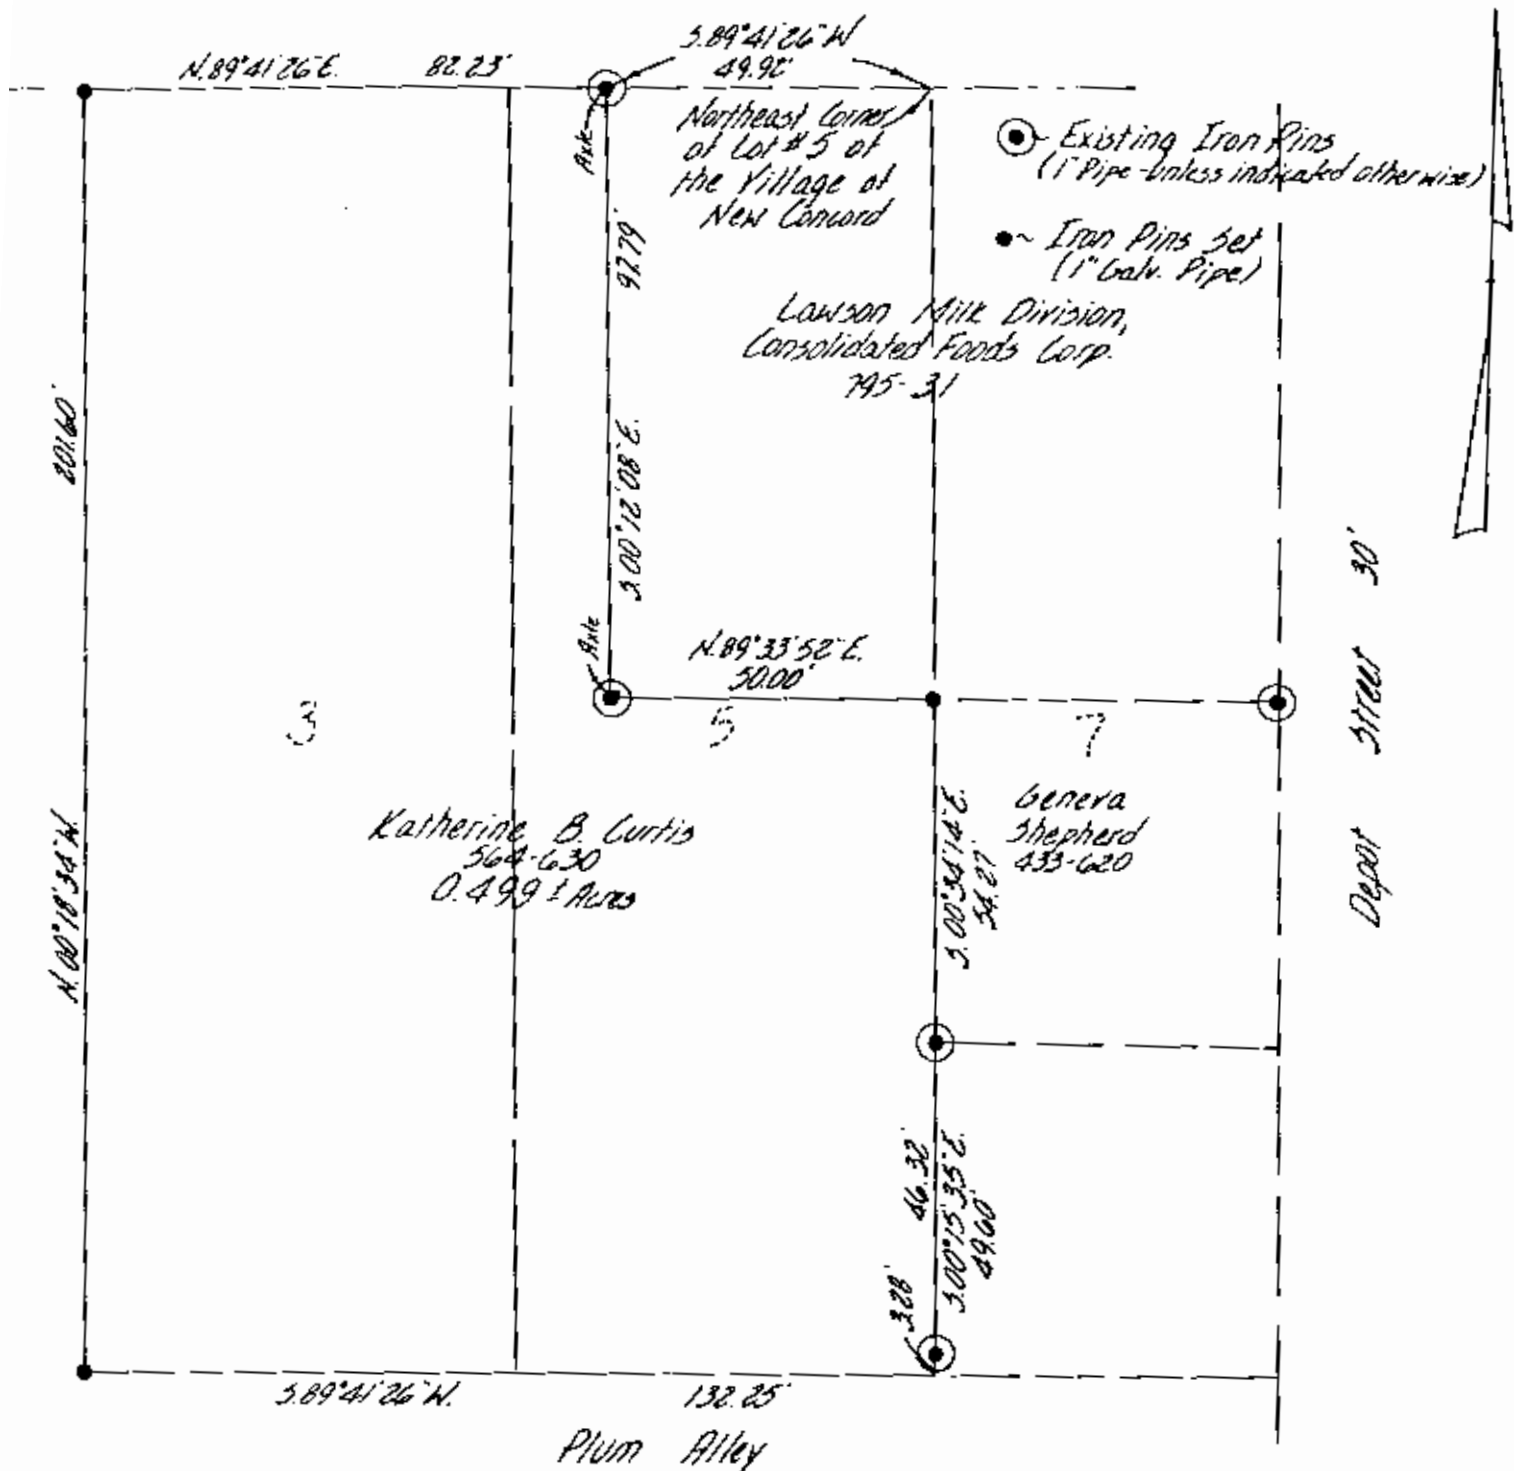 S.89°41'26"W
49.92'
N.89°41'26"E. 82.23'
Axle
Northeast Corner
of Lot #5 of
the Village of
New Concord
~ Existing Iron Pins
(1" Pipe - Unless indicated otherwise)
~ Iron Pins Set
(1" Galv. Pipe)
97.79'
S.00°12'08"E.
Lawson Milk Division,
Consolidated Foods Corp.
795-31
201.60'
N.00°18'34"W.
Axle
N.89°33'52"E.
50.00'
3
5
7
Depot Street 30'
Katherine B. Curtis
564-630
0.499 ± Acres
Geneva
Shepherd
433-620
S.00°34'14"E.
54.27'
46.32'
S.00°15'35"E.
49.60'
3.28'
S.89°41'26"W. 132.25'
Plum Alley